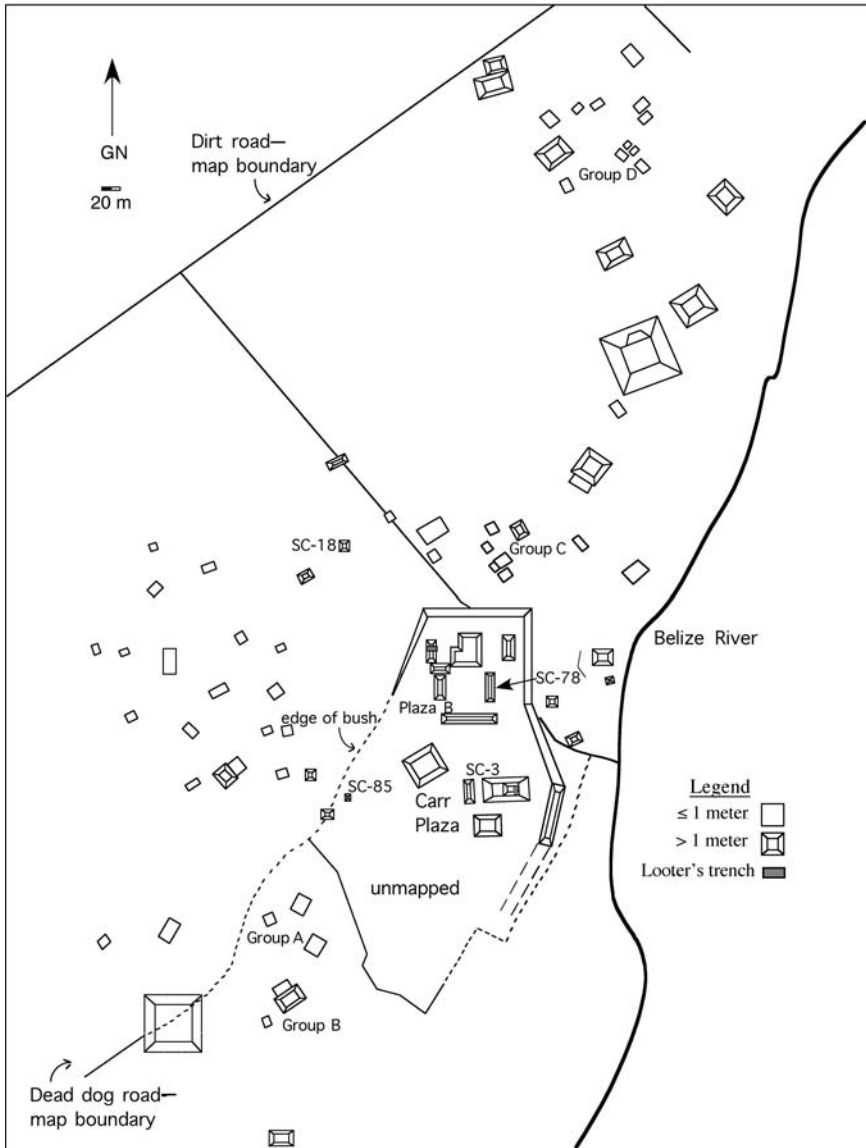 GN
20 m
Dirt road—
map boundary
Group D
SC-18
Group C
Belize River
SC-78
Plaza B
edge of bush
SC-3
SC-85
Carr
Plaza
Legend
≤ 1 meter
> 1 meter
Looter's trench
unmapped
Group A
Group B
Dead dog road—
map boundary